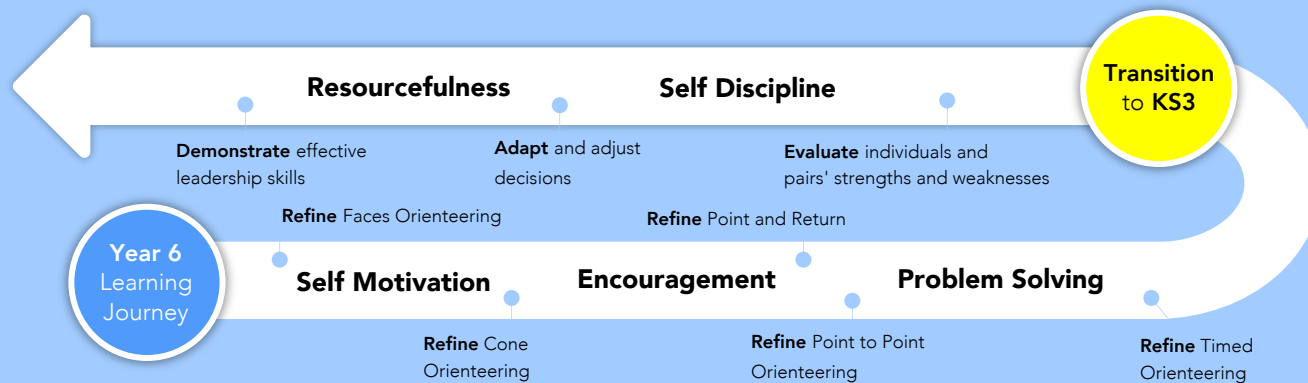 Resourcefulness
Self Discipline
Transition
to KS3
Demonstrate effective
leadership skills
Adapt and adjust
decisions
Evaluate individuals and
pairs' strengths and weaknesses
Refine Faces Orienteering
Refine Point and Return
Year 6
Learning
Journey
Self Motivation
Encouragement
Problem Solving
Refine Cone
Orienteering
Refine Point to Point
Orienteering
Refine Timed
Orienteering